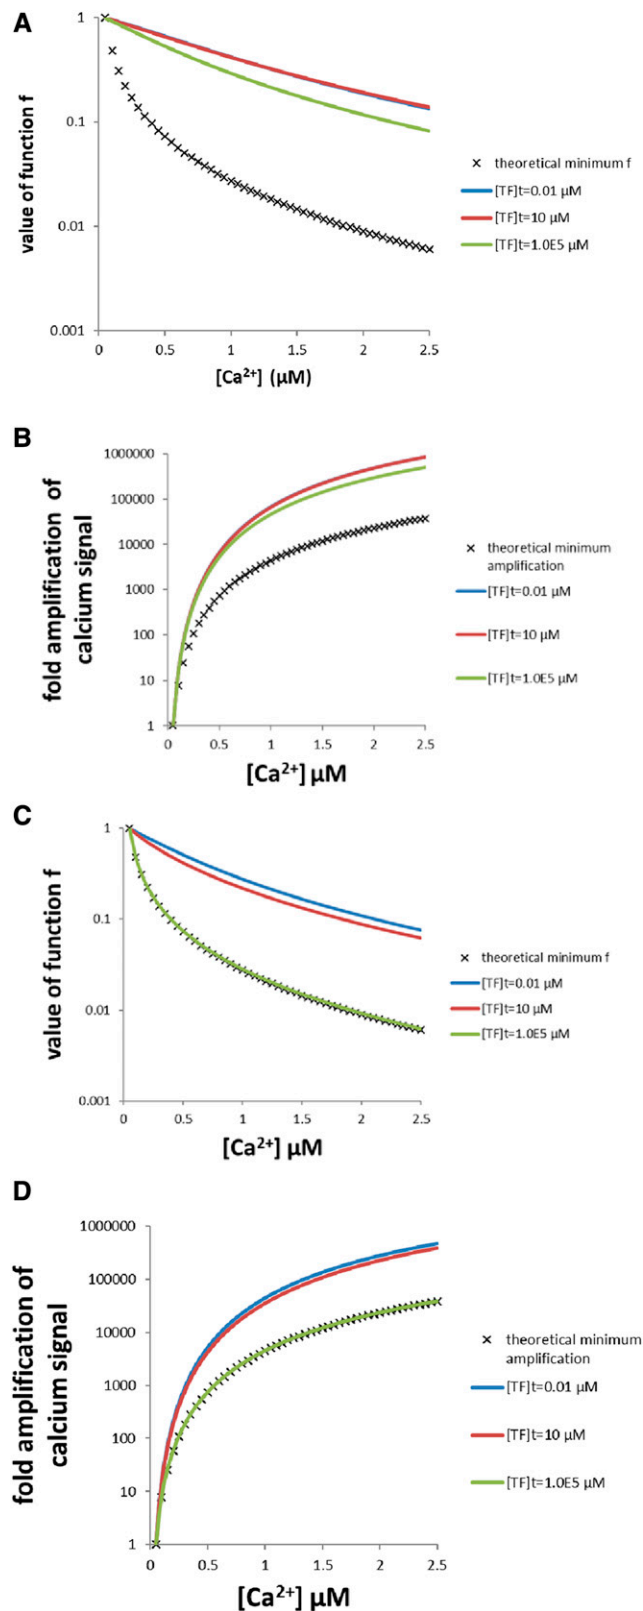 A
value of function f
1
0.1
0.01
0.001
0
0.5
1
1.5
2
2.5
[Ca²⁺] (μM)
× theoretical minimum f
[TF]t=0.01 μM
[TF]t=10 μM
[TF]t=1.0E5 μM
B
fold amplification of
calcium signal
1000000
100000
10000
1000
100
10
1
0
0.5
1
1.5
2
2.5
[Ca²⁺] μM
× theoretical minimum
amplification
[TF]t=0.01 μM
[TF]t=10 μM
[TF]t=1.0E5 μM
C
value of function f
1
0.1
0.01
0.001
0
0.5
1
1.5
2
2.5
[Ca²⁺] μM
× theoretical minimum f
[TF]t=0.01 μM
[TF]t=10 μM
[TF]t=1.0E5 μM
D
fold amplification of
calcium signal
1000000
100000
10000
1000
100
10
1
0
0.5
1
1.5
2
2.5
[Ca²⁺] μM
× theoretical minimum
amplification
[TF]t=0.01 μM
[TF]t=10 μM
[TF]t=1.0E5 μM